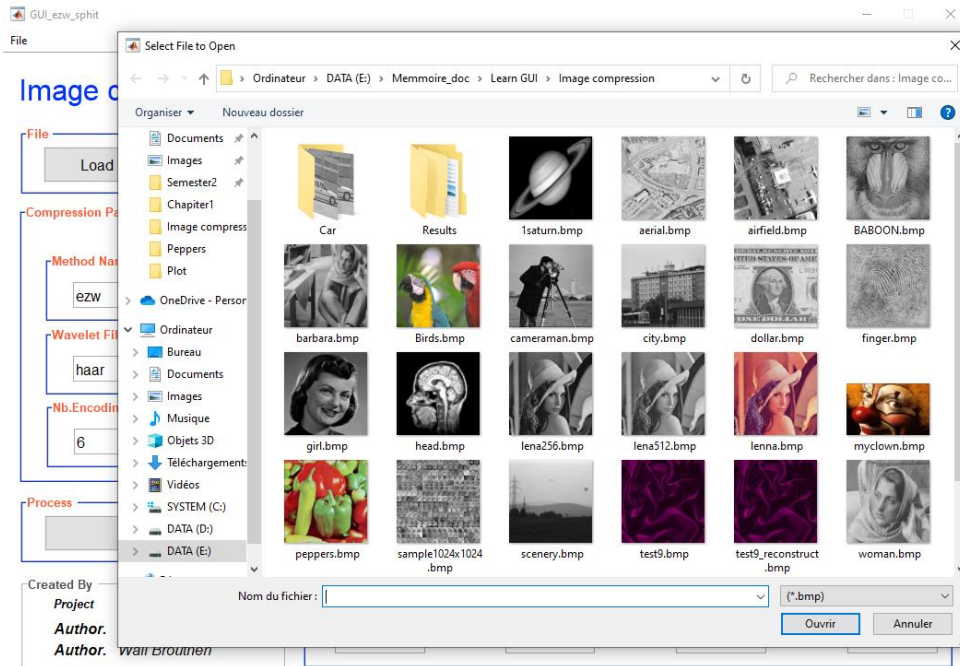 GUI_ezw_sphit
File
Select File to Open
Ordinateur > DATA (E:) > Memmoire_doc > Learn GUI > Image compression
Rechercher dans : Image co...
Image c
Organiser
Nouveau dossier
File
Load
Compression Pa
Method Nar
ezw
Wavelet Fil
haar
Nb.Encodin
6
Process
Created By
Project
Author.
Author. Wail Brouthen
Documents
Images
Semester2
Chapiter1
Image compress
Peppers
Plot
OneDrive - Person
Ordinateur
Bureau
Documents
Images
Musique
Objets 3D
Téléchargements
Vidéos
SYSTEM (C:)
DATA (D:)
DATA (E:)
Car
Results
1saturn.bmp
aerial.bmp
airfield.bmp
BABOON.bmp
barbara.bmp
Birds.bmp
cameraman.bmp
city.bmp
dollar.bmp
finger.bmp
girl.bmp
head.bmp
lena256.bmp
lena512.bmp
lenna.bmp
myclown.bmp
peppers.bmp
sample1024x1024
.bmp
scenery.bmp
test9.bmp
test9_reconstruct
.bmp
woman.bmp
Nom du fichier :
(*.bmp)
Ouvrir
Annuler